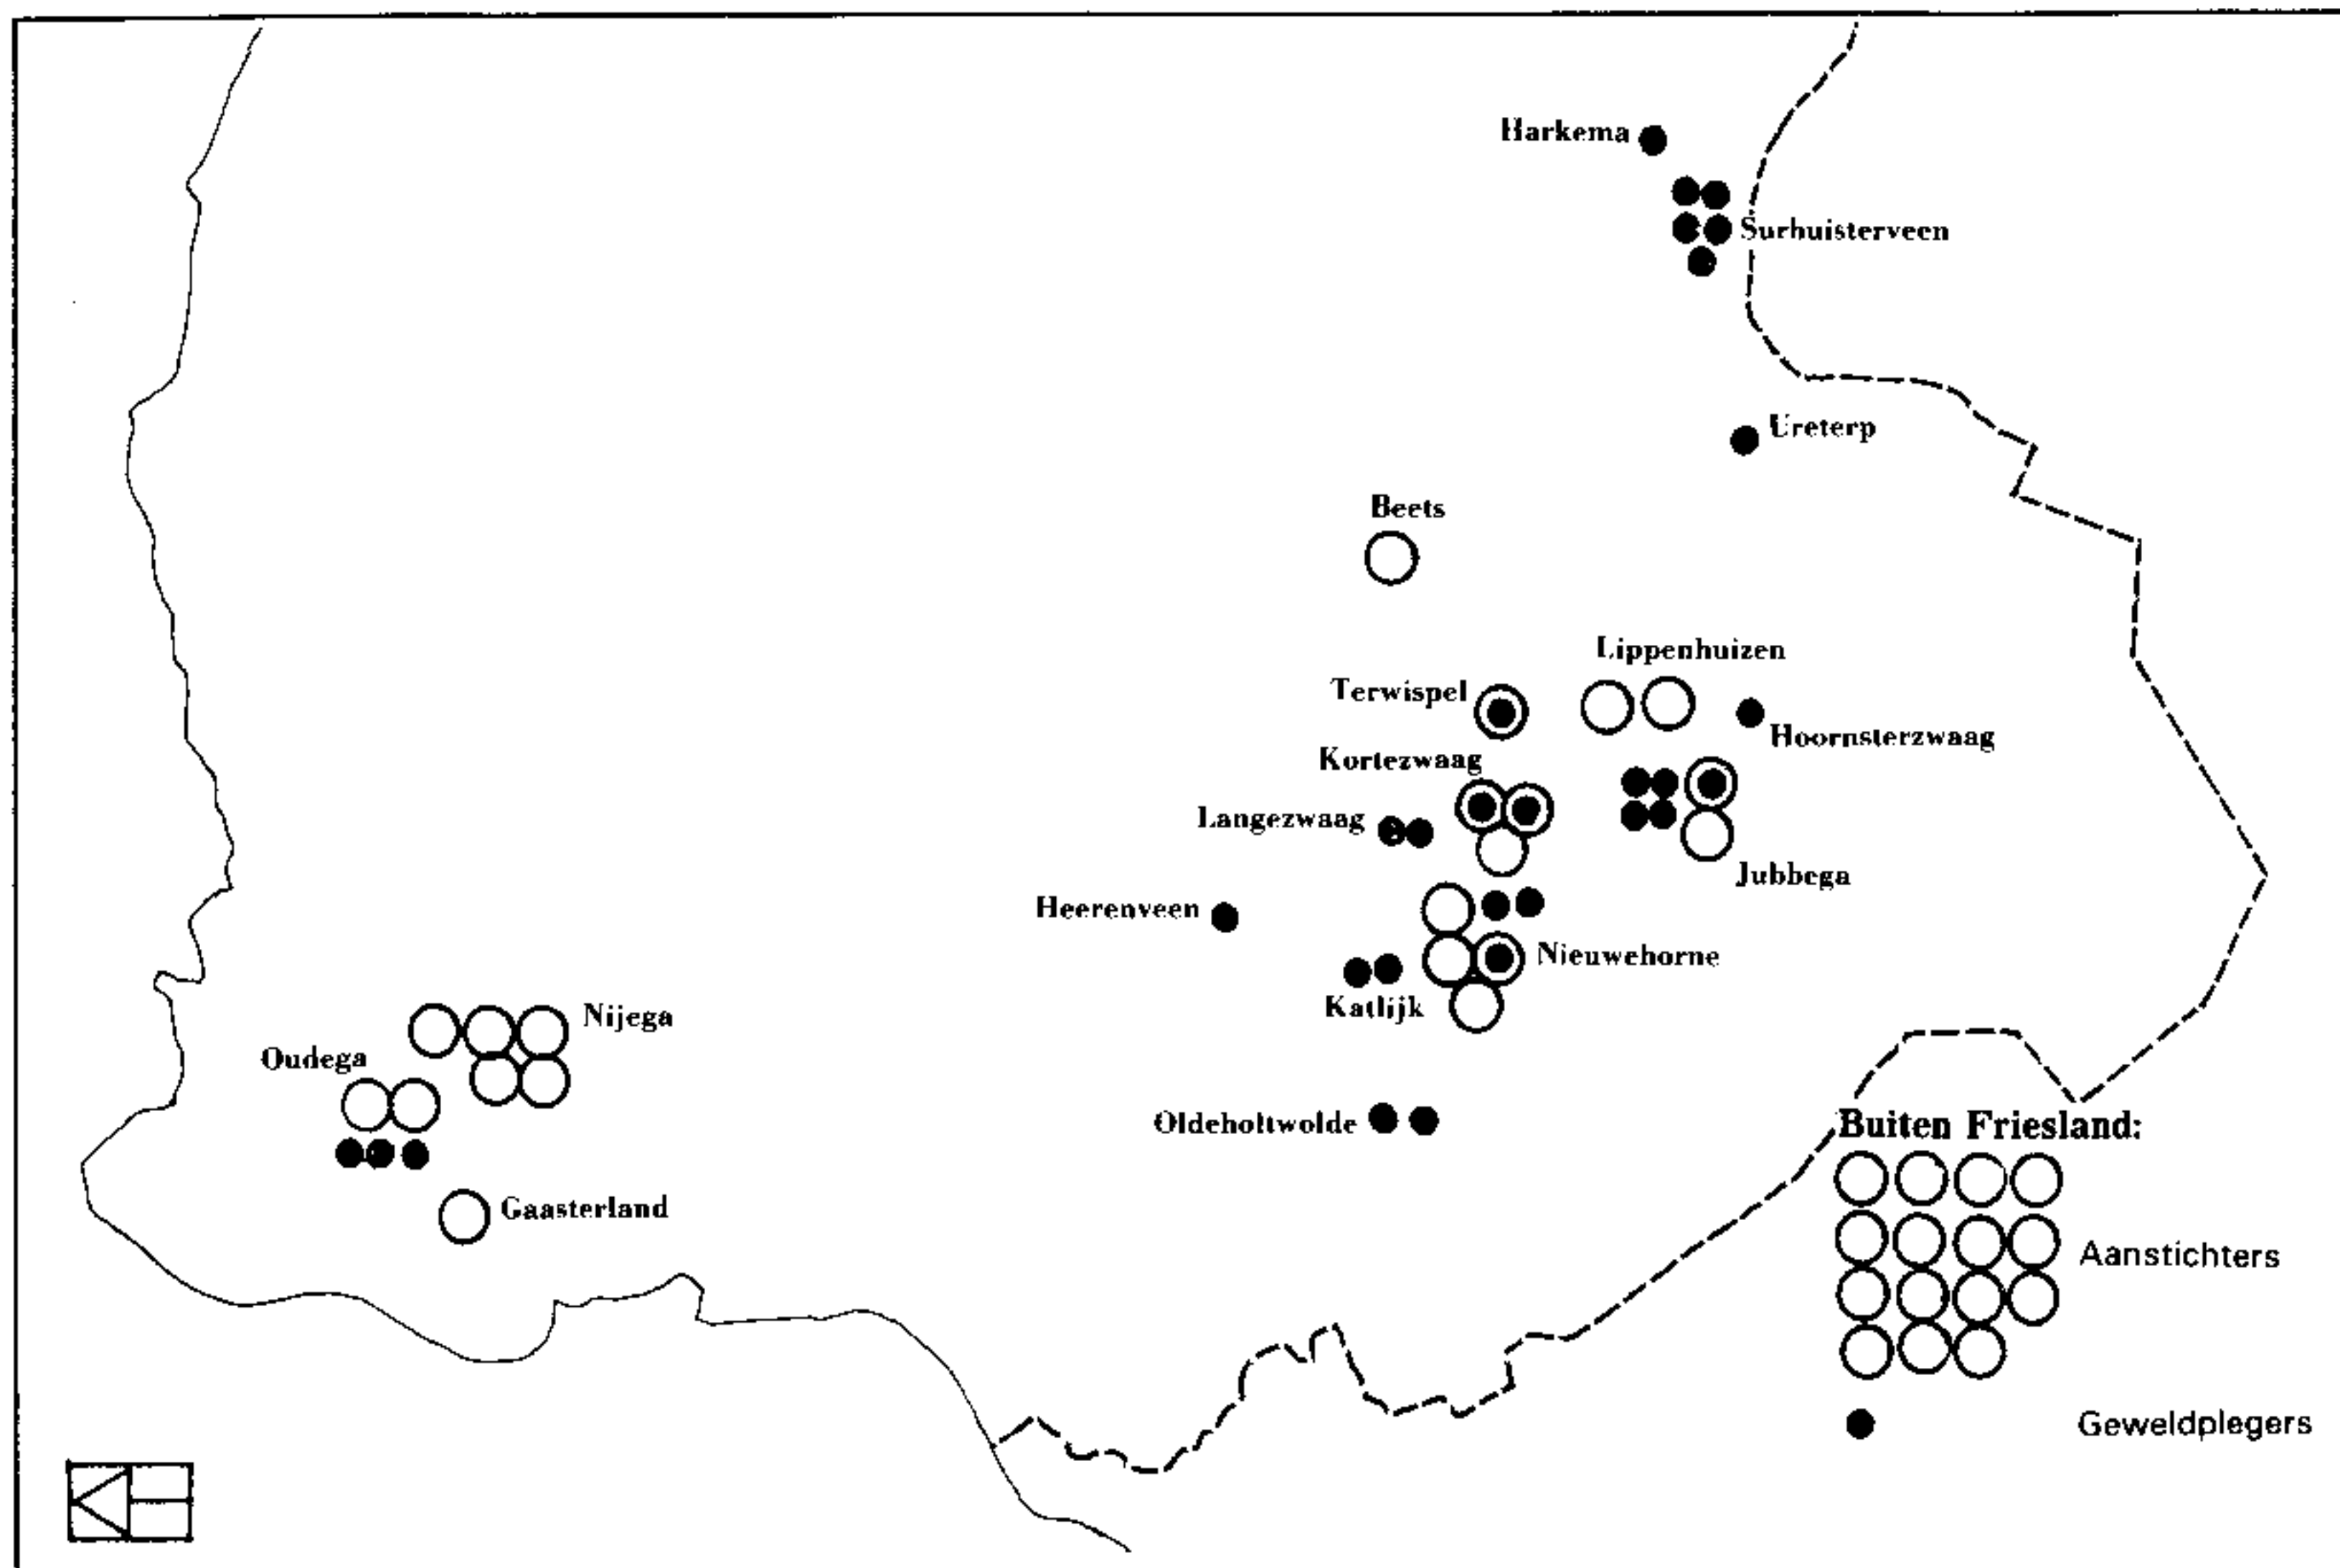 Harkema
Surhuisterveen
Ureterp
Beets
Lippenhuizen
Terwispel
Hoornsterzwaag
Kortezwaag
Langezwaag
Jubbega
Heerenveen
Nieuwehorne
Katlijk
Nijega
Oudega
Oldeholtwolde
Buiten Friesland:
Gaasterland
Aanstichters
Geweldplegers